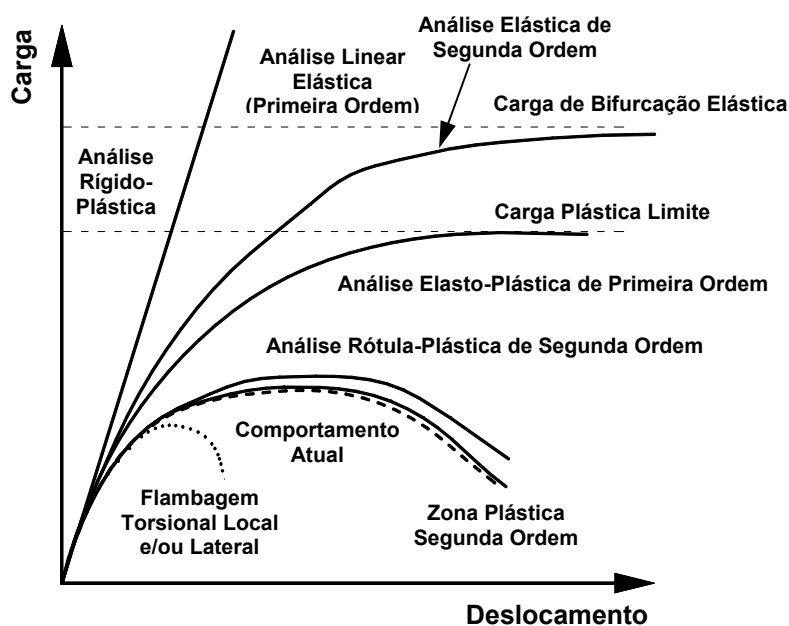 Carga
Análise Linear
Elástica
(Primeira Ordem)
Análise Elástica de
Segunda Ordem
Carga de Bifurcação Elástica
Análise
Rígido-
Plástica
Carga Plástica Limite
Análise Elasto-Plástica de Primeira Ordem
Análise Rótula-Plástica de Segunda Ordem
Comportamento
Atual
Flambagem
Torsional Local
e/ou Lateral
Zona Plástica
Segunda Ordem
Deslocamento